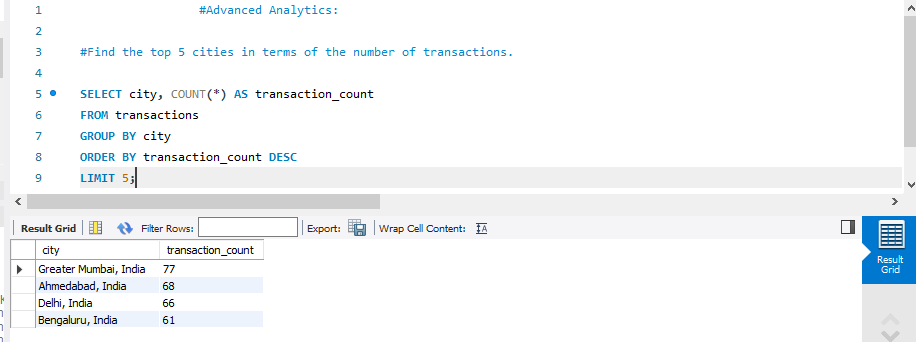 1 #Advanced Analytics:
2
3 #Find the top 5 cities in terms of the number of transactions.
4
5 SELECT city, COUNT(*) AS transaction_count
6 FROM transactions
7 GROUP BY city
8 ORDER BY transaction_count DESC
9 LIMIT 5;
Result Grid Filter Rows: Export: Wrap Cell Content: IA
city transaction_count
Greater Mumbai, India 77
Ahmedabad, India 68
Delhi, India 66
Bengaluru, India 61
Result
Grid